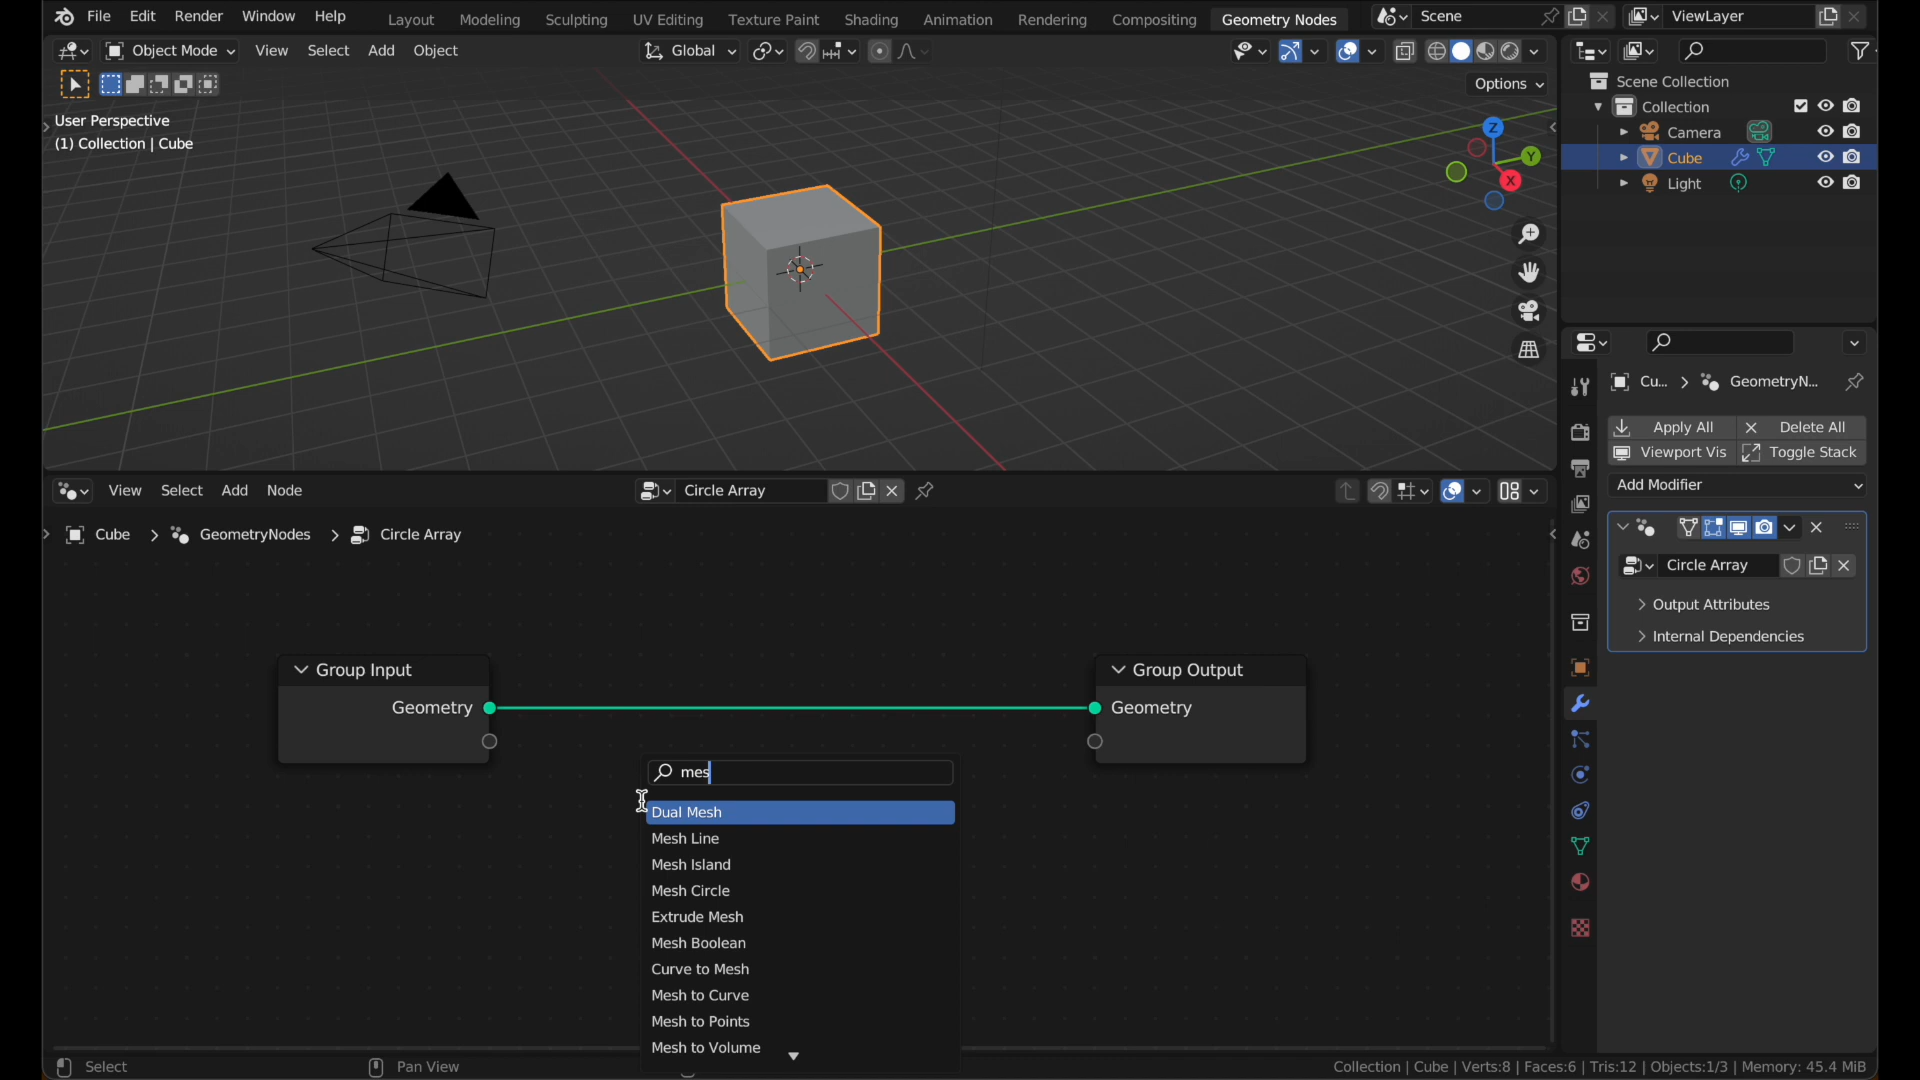 File Edit Render Window Help
Layout Modeling Sculpting UV Editing Texture Paint Shading Animation Rendering Compositing Geometry Nodes
Scene
ViewLayer
Object Mode View Select Add Object
Global
Options
User Perspective
(1) Collection | Cube
Z
Y
X
Scene Collection
Collection
Camera
Cube
Light
Cu... GeometryN...
Apply All Delete All
Viewport Vis Toggle Stack
Add Modifier
Circle Array
Output Attributes
Internal Dependencies
View Select Add Node
Circle Array
Cube GeometryNodes Circle Array
Group Input
Geometry
Group Output
Geometry
mes
Dual Mesh
Mesh Line
Mesh Island
Mesh Circle
Extrude Mesh
Mesh Boolean
Curve to Mesh
Mesh to Curve
Mesh to Points
Mesh to Volume
Select
Pan View
Collection | Cube | Verts:8 | Faces:6 | Tris:12 | Objects:1/3 | Memory: 45.4 MiB